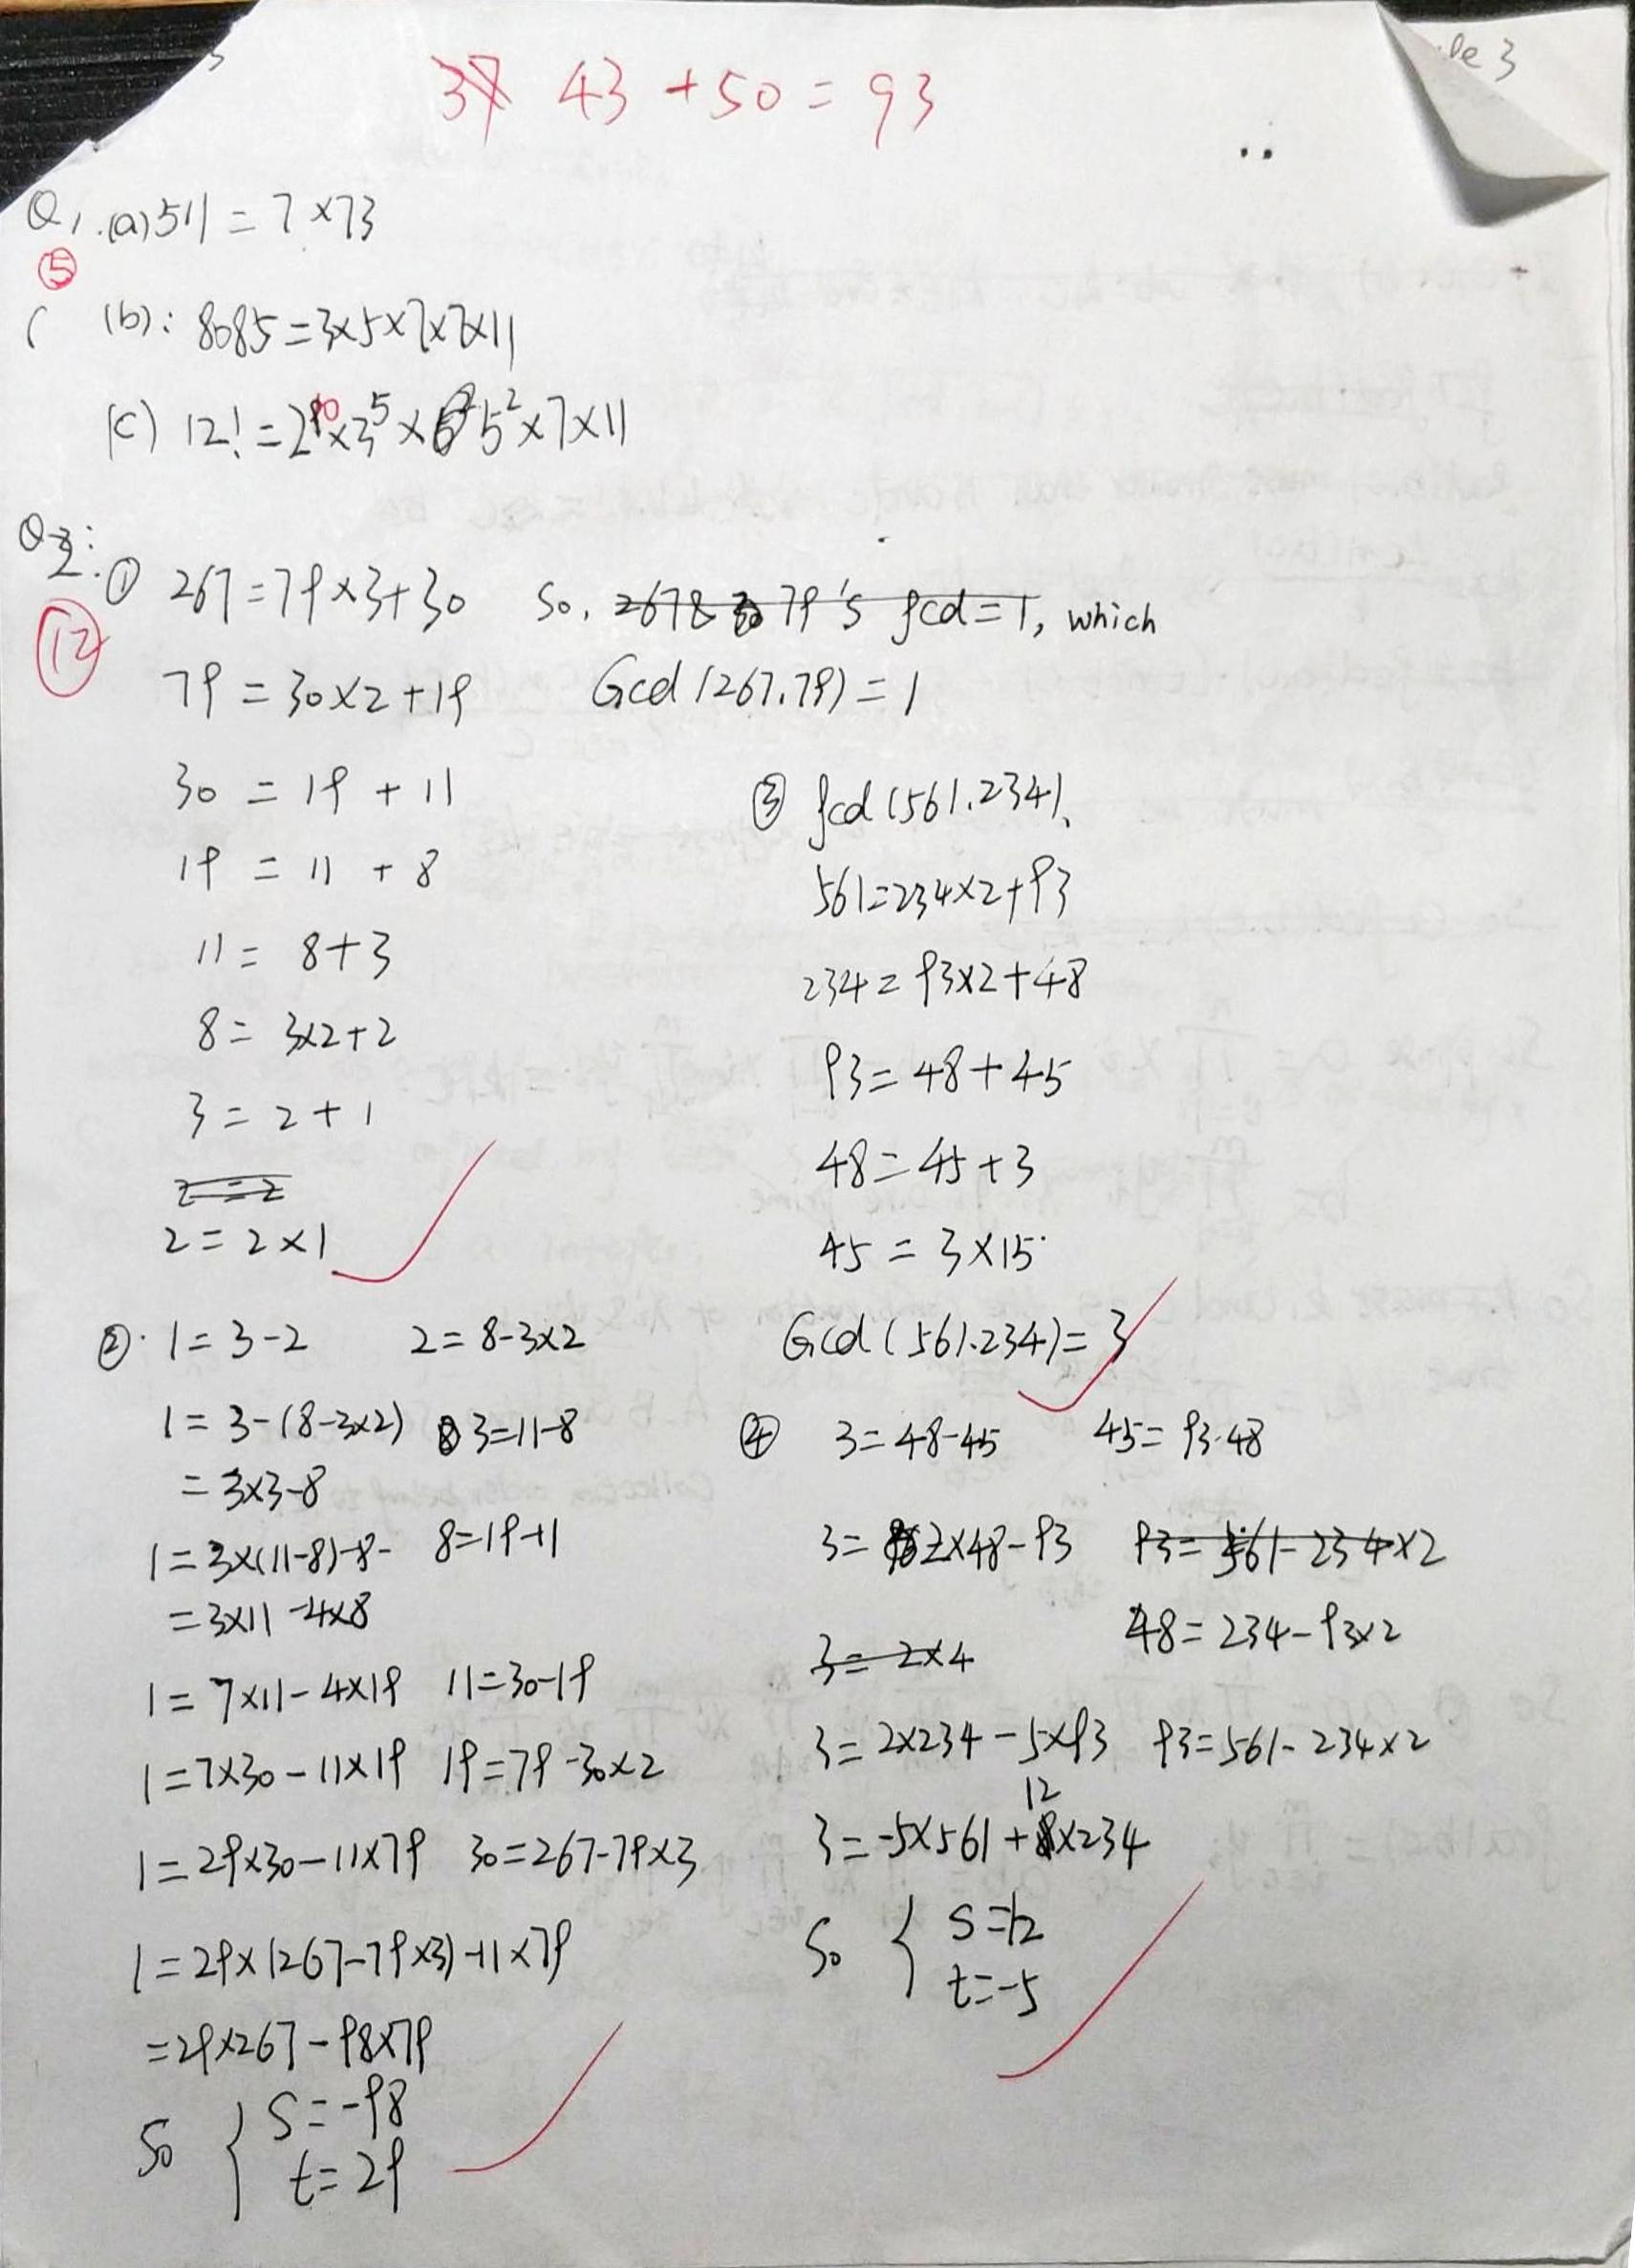 43 + 50 = 93
Q1. (a) 511 = 7 × 73
⑤
(b): 8085 = 3×5×7×7×11
(c) 12! = 2^10 × 3^5 × 5^2 × 7 × 11
Q2:
⑫
① 267 = 79 × 3 + 30
79 = 30 × 2 + 19
30 = 19 + 11
19 = 11 + 8
11 = 8 + 3
8 = 3×2 + 2
3 = 2 + 1
2 = 2
2 = 2 × 1
So, 267 & 79's gcd = 1, which
Gcd (267.79) = 1
②. 1 = 3 - 2 2 = 8 - 3×2
1 = 3 - (8 - 3×2) 3 = 11 - 8
= 3×3 - 8
1 = 3×(11-8) - 8 - 8 = 19 - 11
= 3×11 - 4×8
1 = 7×11 - 4×19 11 = 30 - 19
1 = 7×30 - 11×19 19 = 79 - 30×2
1 = 29×30 - 11×79 30 = 267 - 79×3
1 = 29×(267 - 79×3) - 11×79
= 29×267 - 98×79
So { s = -98
t = 29
③ gcd (561.234).
561 = 234×2 + 93
234 = 93×2 + 48
93 = 48 + 45
48 = 45 + 3
45 = 3 × 15
Gcd (561.234) = 3
④ 3 = 48 - 45 45 = 93 - 48
3 = 2×48 - 93 93 = 561 - 234×2
3 = 2×4 48 = 234 - 93×2
3 = 2×234 - 5×93 93 = 561 - 234×2
3 = -5×561 + 12×234
So { s = 12
t = -5